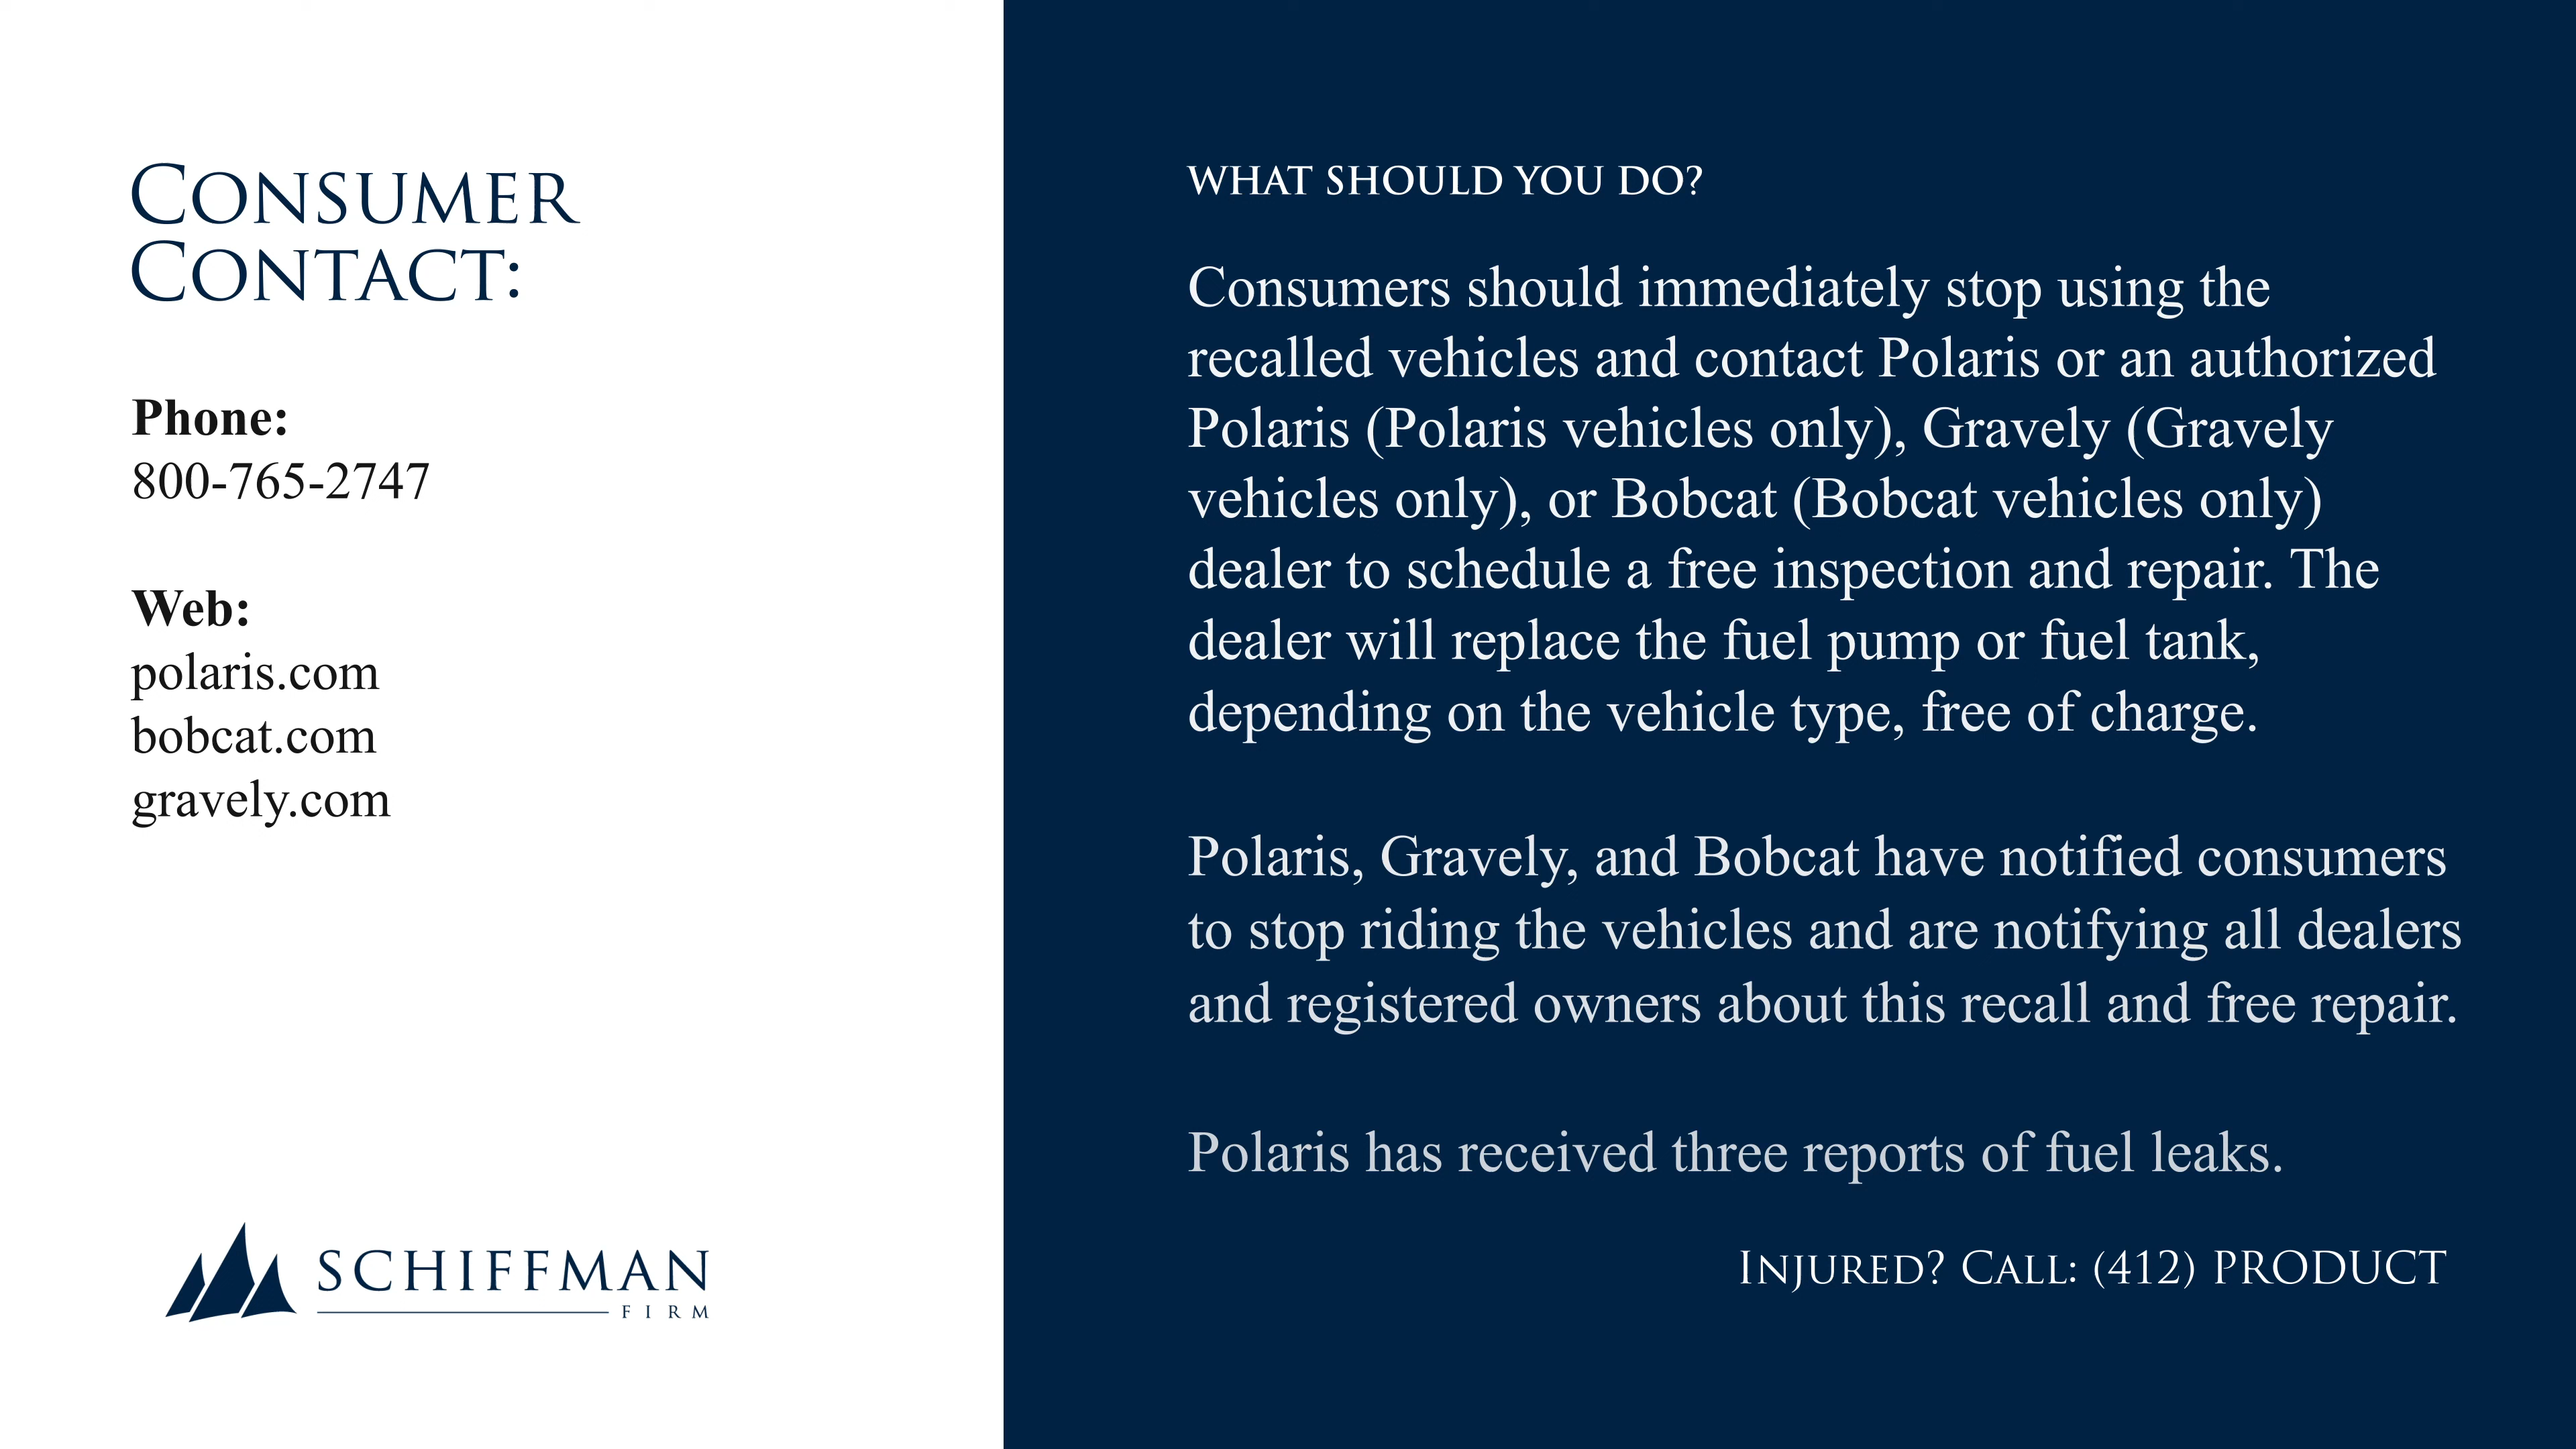 CONSUMER
CONTACT:
Phone:
800-765-2747
Web:
polaris.com
bobcat.com
gravely.com
SCHIFFMAN
FIRM
WHAT SHOULD YOU DO?
Consumers should immediately stop using the
recalled vehicles and contact Polaris or an authorized
Polaris (Polaris vehicles only), Gravely (Gravely
vehicles only), or Bobcat (Bobcat vehicles only)
dealer to schedule a free inspection and repair. The
dealer will replace the fuel pump or fuel tank,
depending on the vehicle type, free of charge.
Polaris, Gravely, and Bobcat have notified consumers
to stop riding the vehicles and are notifying all dealers
and registered owners about this recall and free repair.
Polaris has received three reports of fuel leaks.
INJURED? CALL: (412) PRODUCT